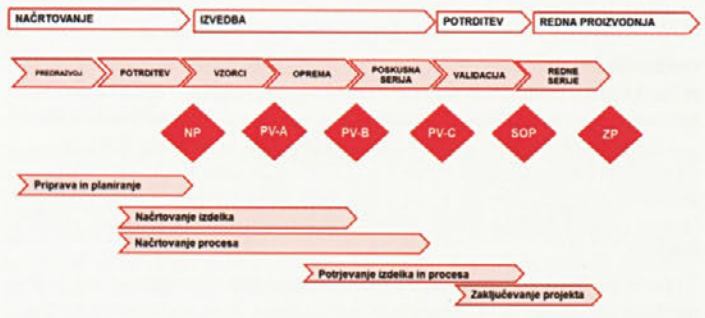 NAČRTOVANJE IZVEDBA POTRDITEV REDNA PROIZVODNJA
PREDRAZVOJ POTRDITEV VZORCI OPREMA POSKUSNA SERIJA VALIDACIJA REDNE SERIJE
NP PV-A PV-B PV-C SOP ZP
Priprava in planiranje
Načrtovanje izdelka
Načrtovanje procesa
Potrjevanje izdelka in procesa
Zaključevanje projekta